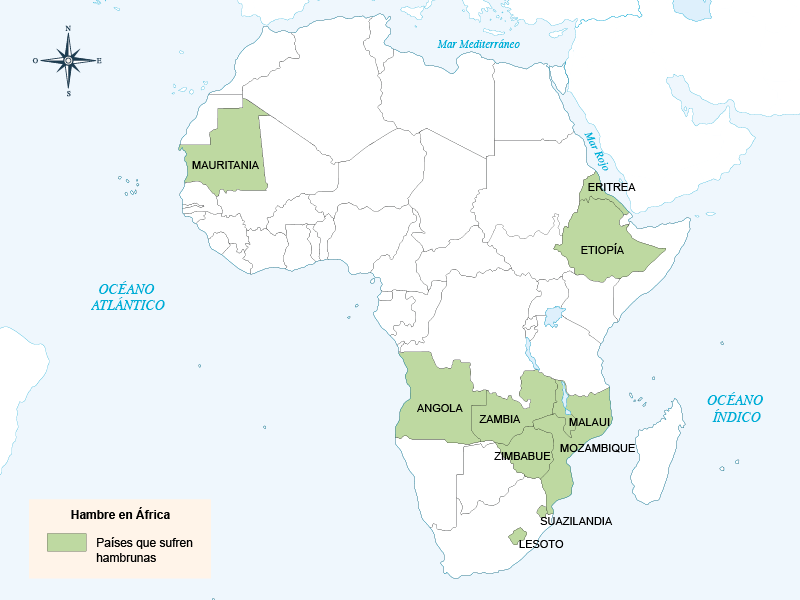 Mar Mediterráneo
N
O
E
S
Mar Rojo
MAURITANIA
ERITREA
ETIOPÍA
OCÉANO
ATLÁNTICO
OCÉANO
ÍNDICO
ANGOLA
ZAMBIA
MALAUI
MOZAMBIQUE
ZIMBABUE
SUAZILANDIA
LESOTO
Hambre en África
Países que sufren
hambrunas